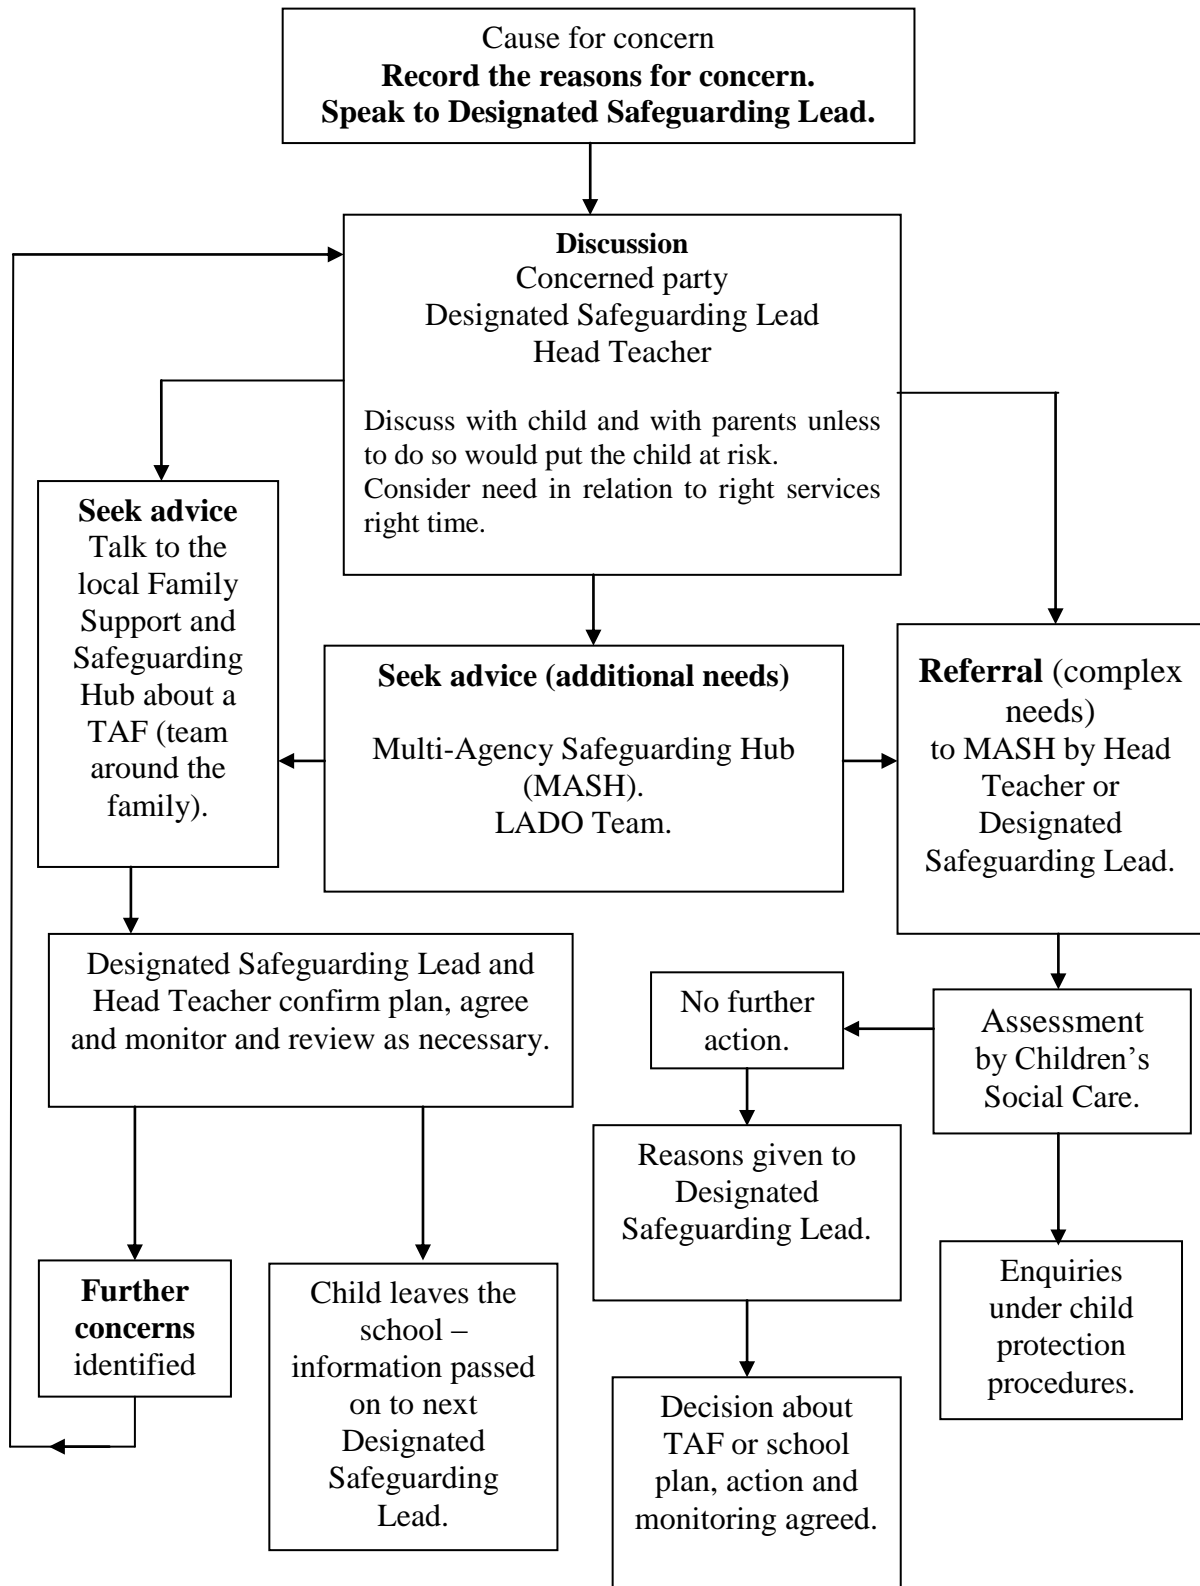 Cause for concern
Record the reasons for concern.
Speak to Designated Safeguarding Lead.
Discussion
Concerned party
Designated Safeguarding Lead
Head Teacher
Discuss with child and with parents unless
to do so would put the child at risk.
Consider need in relation to right services
right time.
Seek advice
Talk to the
local Family
Support and
Safeguarding
Hub about a
TAF (team
around the
family).
Seek advice (additional needs)
Multi-Agency Safeguarding Hub
(MASH).
LADO Team.
Referral (complex
needs)
to MASH by Head
Teacher or
Designated
Safeguarding Lead.
Designated Safeguarding Lead and
Head Teacher confirm plan, agree
and monitor and review as necessary.
No further
action.
Assessment
by Children’s
Social Care.
Reasons given to
Designated
Safeguarding Lead.
Enquiries
under child
protection
procedures.
Further
concerns
identified
Child leaves the
school –
information passed
on to next
Designated
Safeguarding
Lead.
Decision about
TAF or school
plan, action and
monitoring agreed.